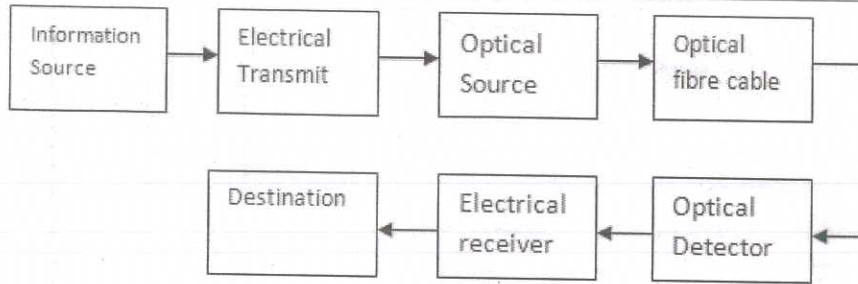 Information
Source
Electrical
Transmit
Optical
Source
Optical
fibre cable
Destination
Electrical
receiver
Optical
Detector